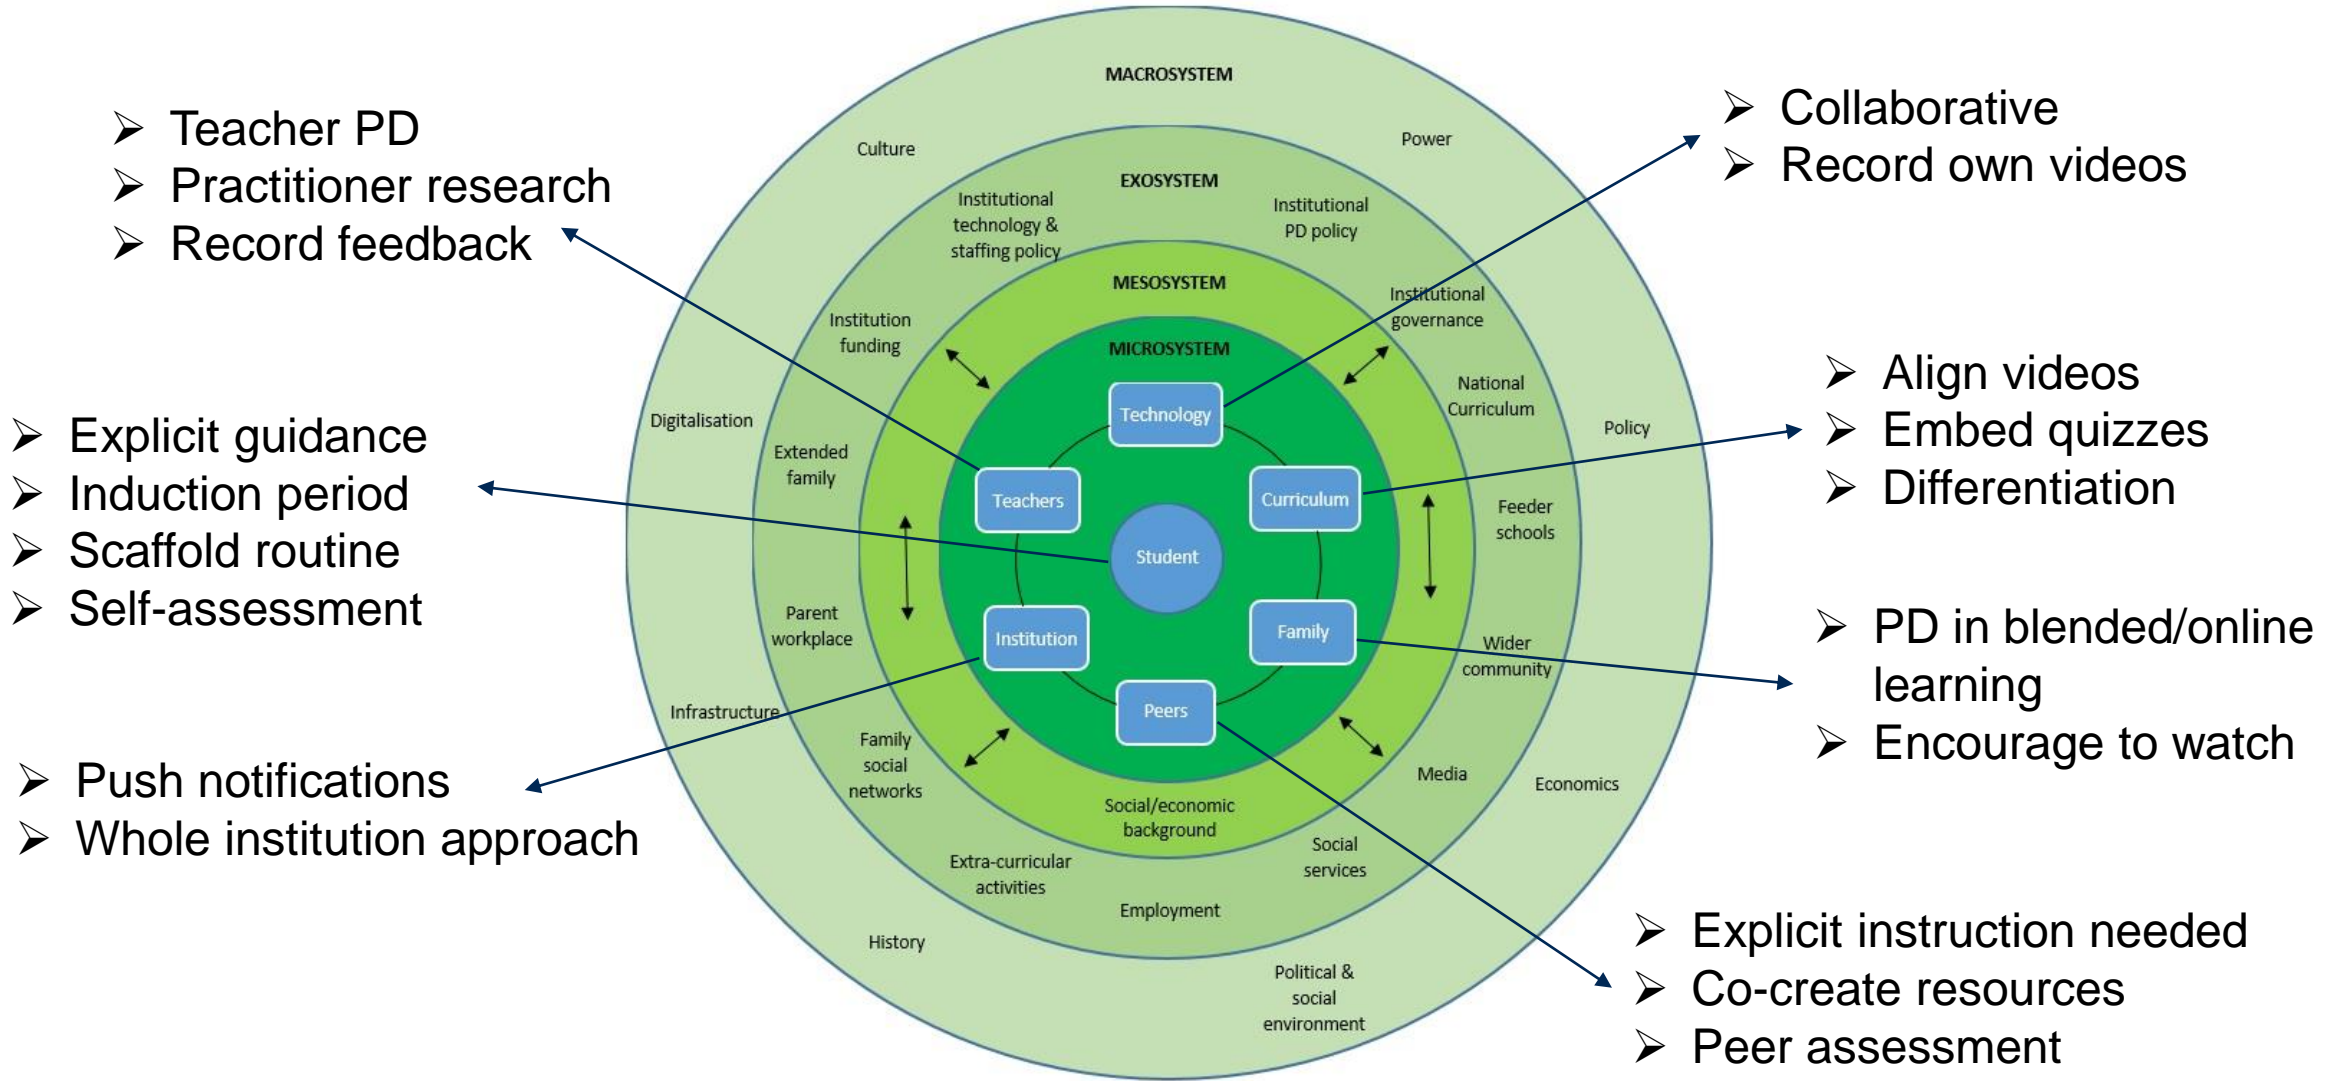 MACROSYSTEM
Culture
Power
EXOSYSTEM
Institutional
technology &
staffing policy
Institutional
PD policy
MESOSYSTEM
Institution
funding
Institutional
governance
MICROSYSTEM
National
Curriculum
Digitalisation
Policy
Extended
family
Technology
Teachers
Curriculum
Feeder
schools
Student
Parent
workplace
Institution
Family
Wider
community
Infrastructure
Peers
Family
social
networks
Media
Economics
Social/economic
background
Social
services
Extra-curricular
activities
Employment
History
Political &
social
environment
➢ Teacher PD
➢ Practitioner research
➢ Record feedback
➢ Explicit guidance
➢ Induction period
➢ Scaffold routine
➢ Self-assessment
➢ Push notifications
➢ Whole institution approach
➢ Collaborative
➢ Record own videos
➢ Align videos
➢ Embed quizzes
➢ Differentiation
➢ PD in blended/online
learning
➢ Encourage to watch
➢ Explicit instruction needed
➢ Co-create resources
➢ Peer assessment